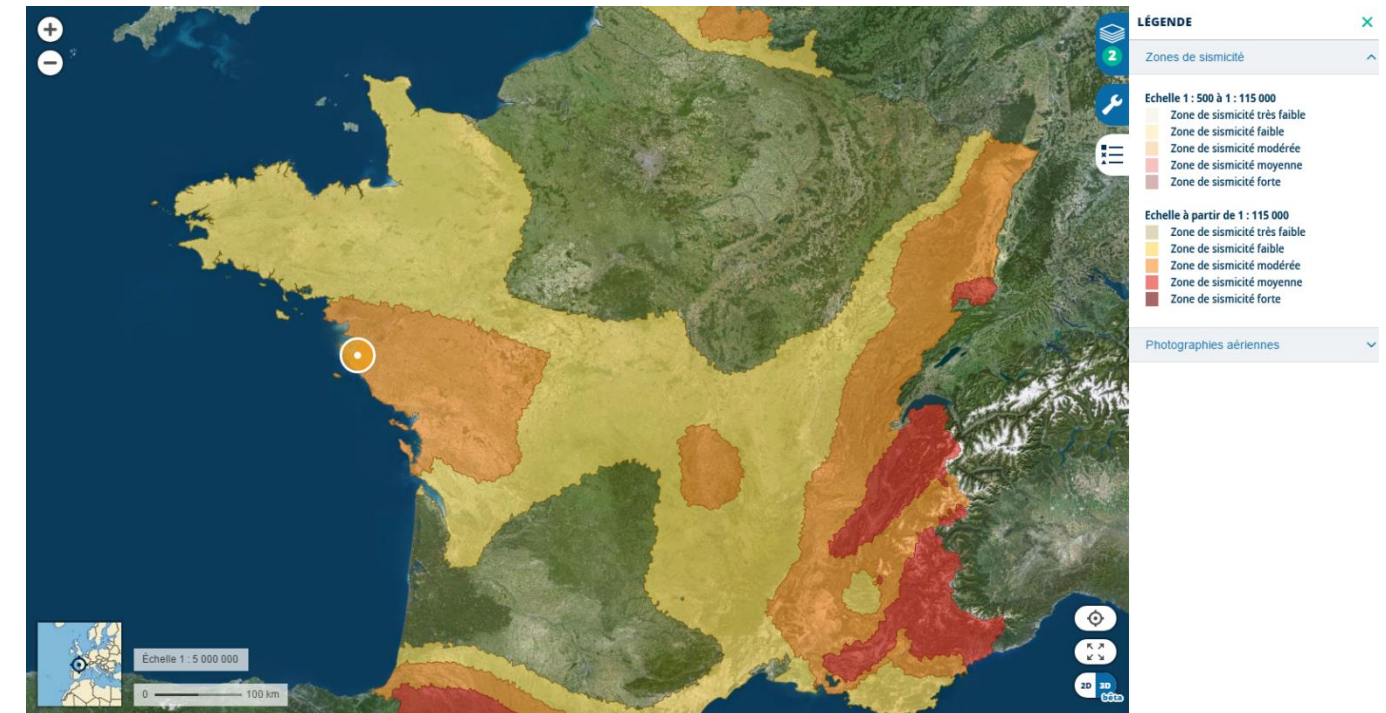 LÉGENDE
Zones de sismicité
Echelle 1 : 500 à 1 : 115 000
Zone de sismicité très faible
Zone de sismicité faible
Zone de sismicité modérée
Zone de sismicité moyenne
Zone de sismicité forte
Echelle à partir de 1 : 115 000
Zone de sismicité très faible
Zone de sismicité faible
Zone de sismicité modérée
Zone de sismicité moyenne
Zone de sismicité forte
Photographies aériennes
2
Échelle 1 : 5 000 000
0 100 km
2D 3D
bêta